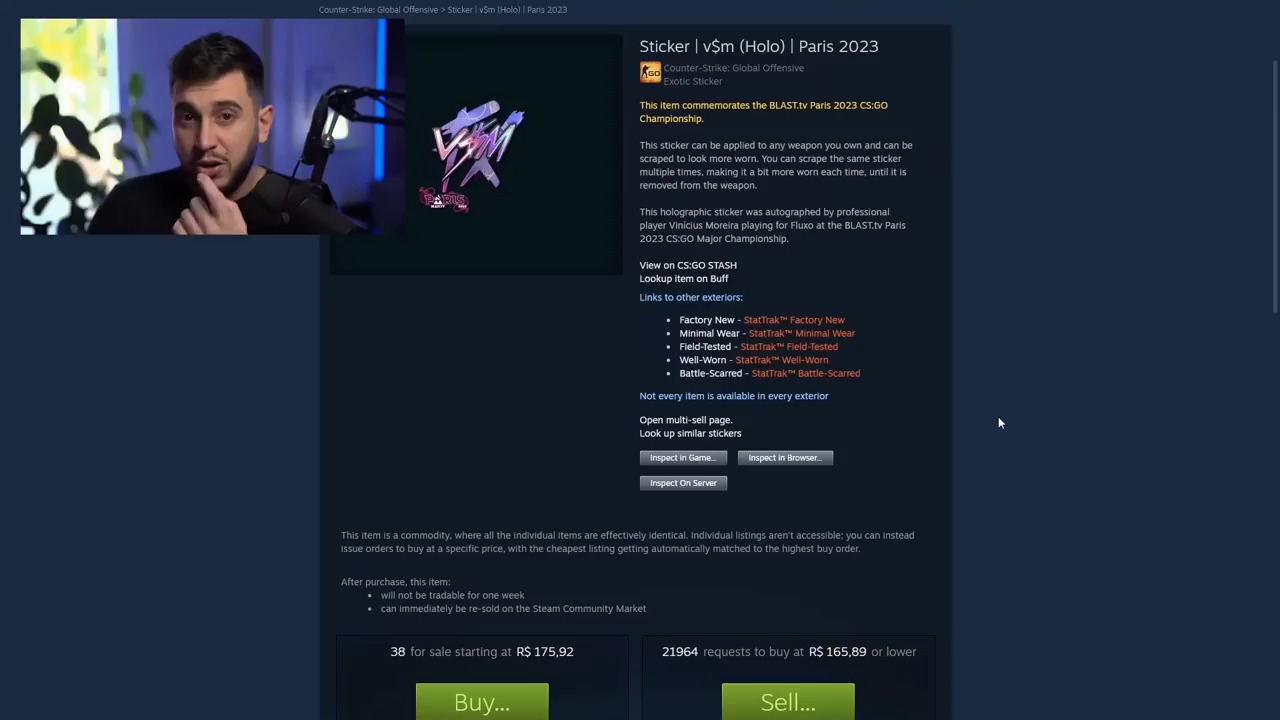 Counter-Strike: Global Offensive > Sticker | v$m (Holo) | Paris 2023
Sticker | v$m (Holo) | Paris 2023
Counter-Strike: Global Offensive
Exotic Sticker
This item commemorates the BLAST.tv Paris 2023 CS:GO
Championship.
This sticker can be applied to any weapon you own and can be
scraped to look more worn. You can scrape the same sticker
multiple times, making it a bit more worn each time, until it is
removed from the weapon.
This holographic sticker was autographed by professional
player Vinicius Moreira playing for Fluxo at the BLAST.tv Paris
2023 CS:GO Major Championship.
View on CS:GO STASH
Lookup item on Buff
Links to other exteriors:
Factory New - StatTrak™ Factory New
Minimal Wear - StatTrak™ Minimal Wear
Field-Tested - StatTrak™ Field-Tested
Well-Worn - StatTrak™ Well-Worn
Battle-Scarred - StatTrak™ Battle-Scarred
Not every item is available in every exterior
Open multi-sell page.
Look up similar stickers
Inspect in Game... Inspect in Browser...
Inspect On Server
V$M
PARIS
GO
This item is a commodity, where all the individual items are effectively identical. Individual listings aren't accessible; you can instead
issue orders to buy at a specific price, with the cheapest listing getting automatically matched to the highest buy order.
After purchase, this item:
will not be tradable for one week
can immediately be re-sold on the Steam Community Market
38 for sale starting at R$ 175,92
21964 requests to buy at R$ 165,89 or lower
Buy...
Sell...